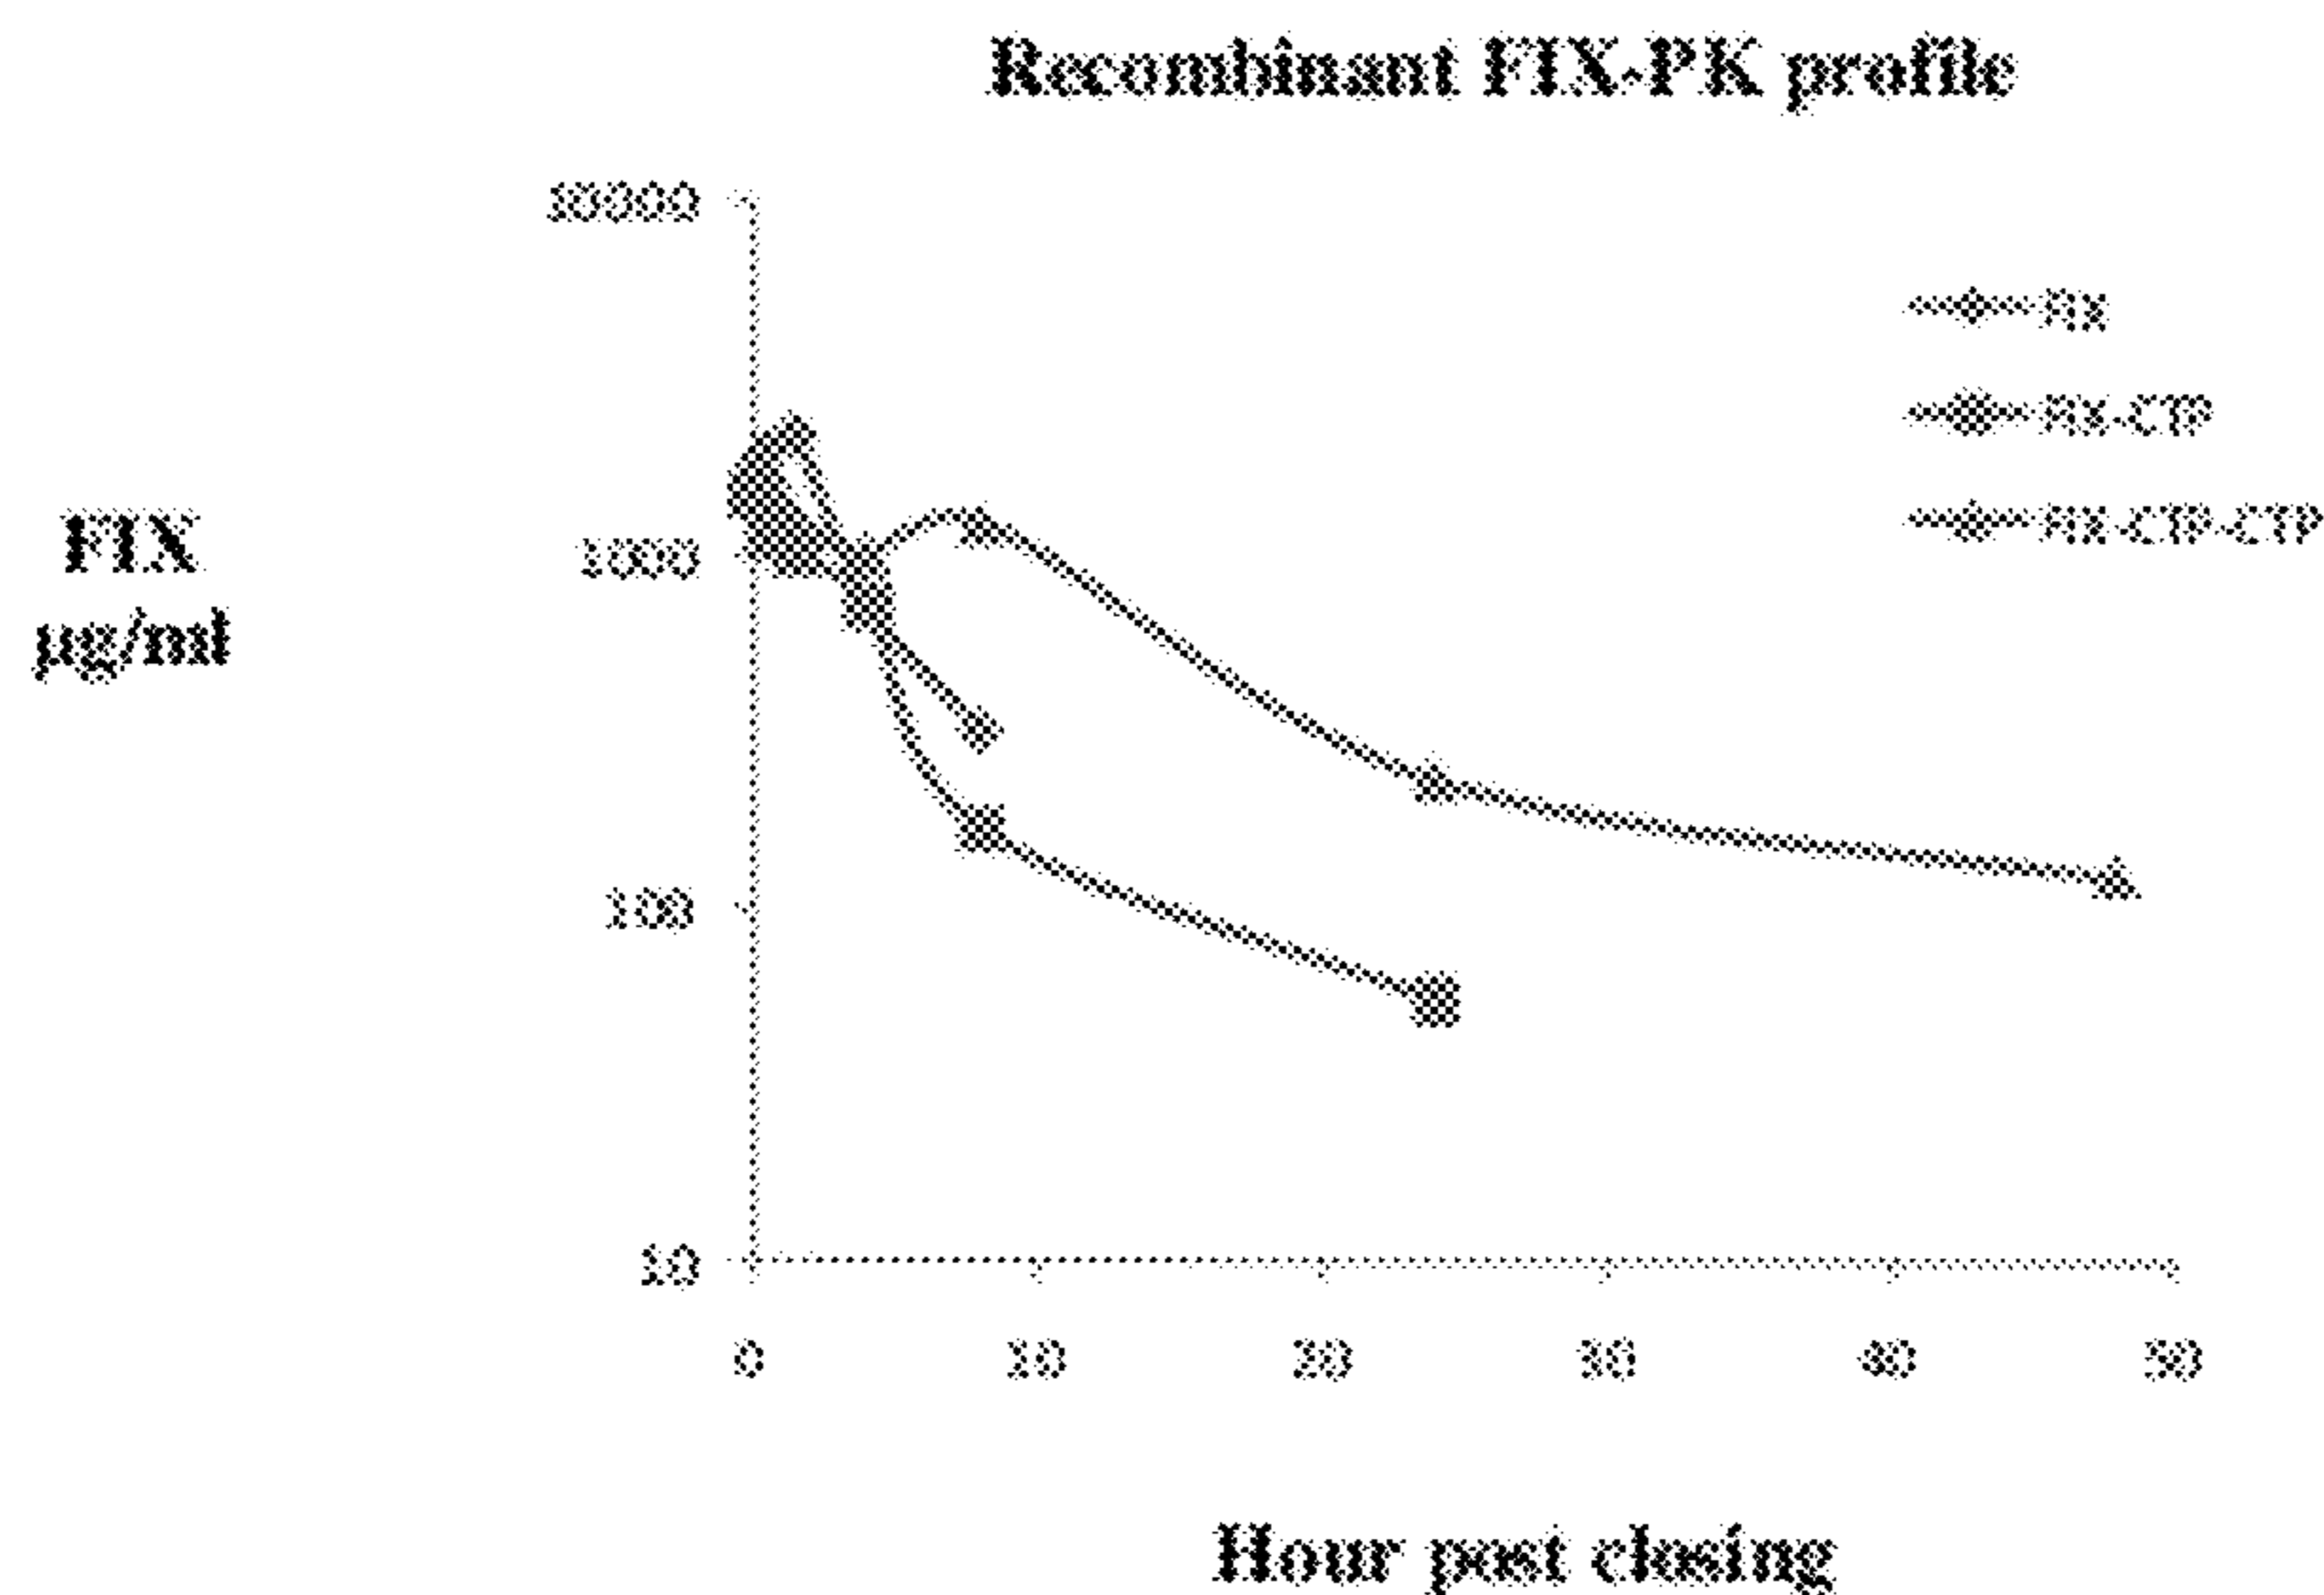 Recombinant FIX-PK profile
10000
FIX
1000
µg/ml
100
10
0 10 20 30 40 50
Hour post dosing
FIX-CTP
FIX-CTP-CTP